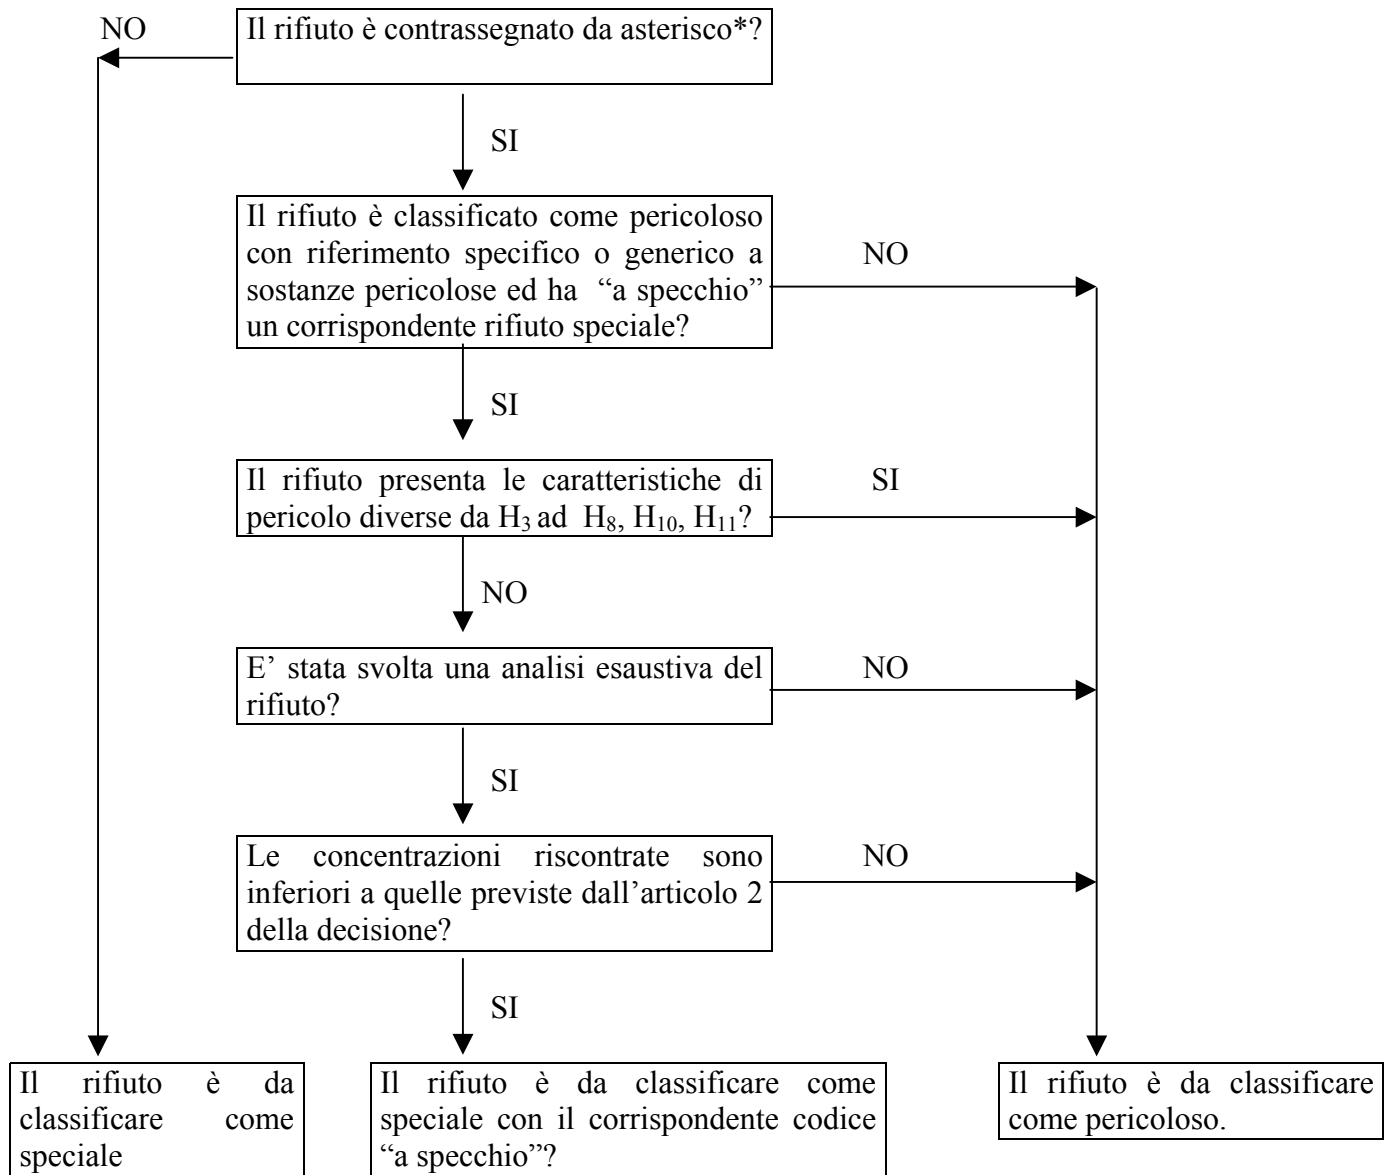 NO
Il rifiuto è contrassegnato da asterisco*?
SI
Il rifiuto è classificato come pericoloso
con riferimento specifico o generico a
sostanze pericolose ed ha “a specchio”
un corrispondente rifiuto speciale?
NO
SI
Il rifiuto presenta le caratteristiche di
pericolo diverse da H3 ad H8, H10, H11?
SI
NO
E’ stata svolta una analisi esaustiva del
rifiuto?
NO
SI
Le concentrazioni riscontrate sono
inferiori a quelle previste dall’articolo 2
della decisione?
NO
SI
Il rifiuto è da
classificare come
speciale
Il rifiuto è da classificare come
speciale con il corrispondente codice
“a specchio”?
Il rifiuto è da classificare
come pericoloso.